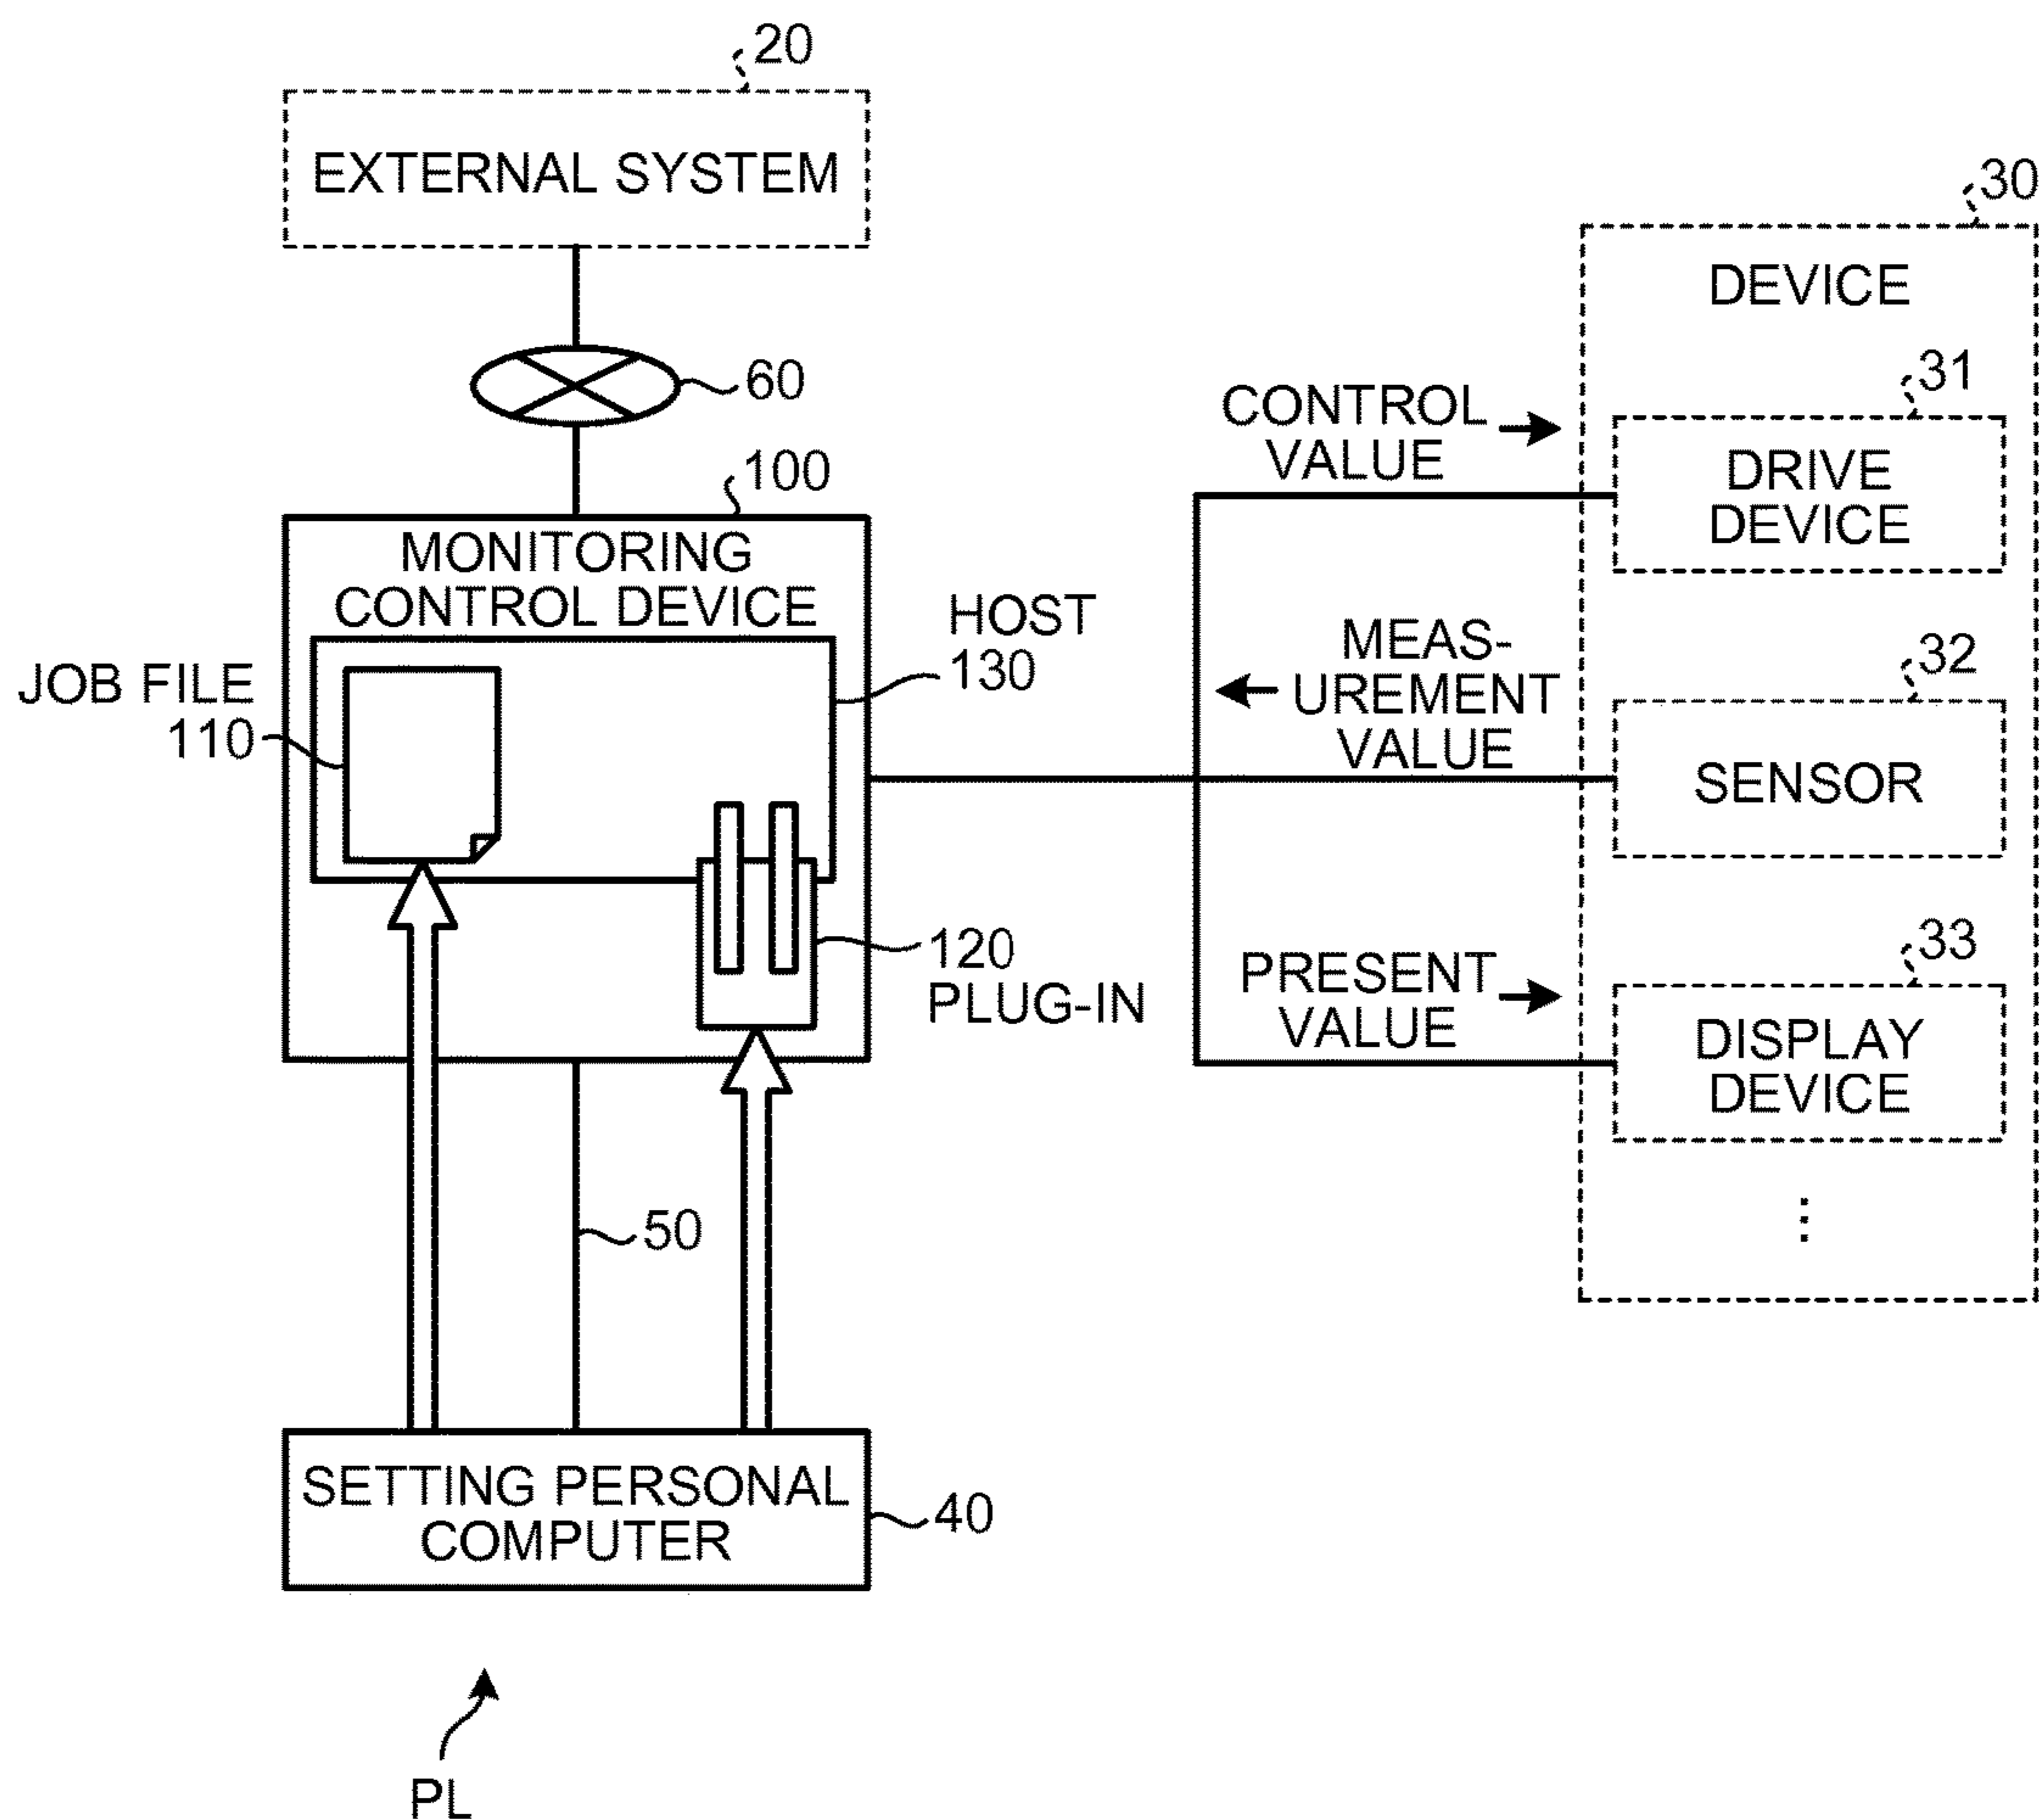 20
EXTERNAL SYSTEM
60
100
MONITORING
CONTROL DEVICE
HOST
130
JOB FILE
110
120
PLUG-IN
50
SETTING PERSONAL
COMPUTER
40
PL
30
DEVICE
CONTROL
VALUE
31
DRIVE
DEVICE
MEAS-
UREMENT
VALUE
32
SENSOR
PRESENT
VALUE
33
DISPLAY
DEVICE
⋮